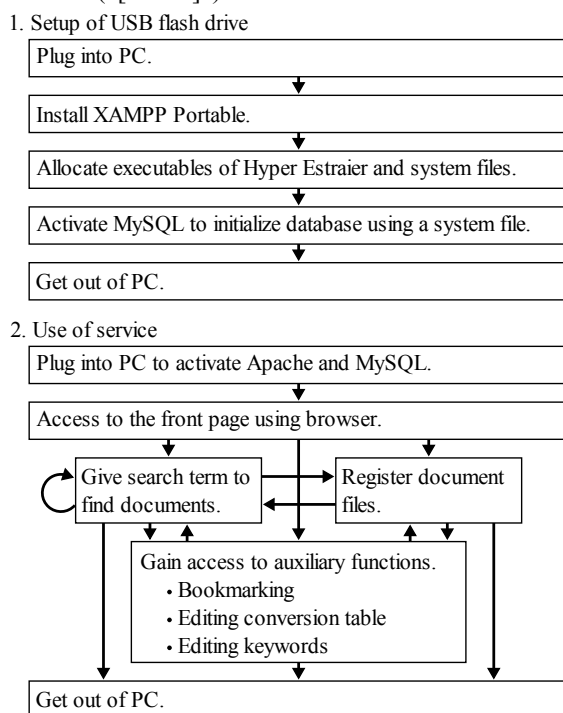 1. Setup of USB flash drive
Plug into PC.
Install XAMPP Portable.
Allocate executables of Hyper Estraier and system files.
Activate MySQL to initialize database using a system file.
Get out of PC.
2. Use of service
Plug into PC to activate Apache and MySQL.
Access to the front page using browser.
Give search term to
find documents.
Register document
files.
Gain access to auxiliary functions.
• Bookmarking
• Editing conversion table
• Editing keywords
Get out of PC.